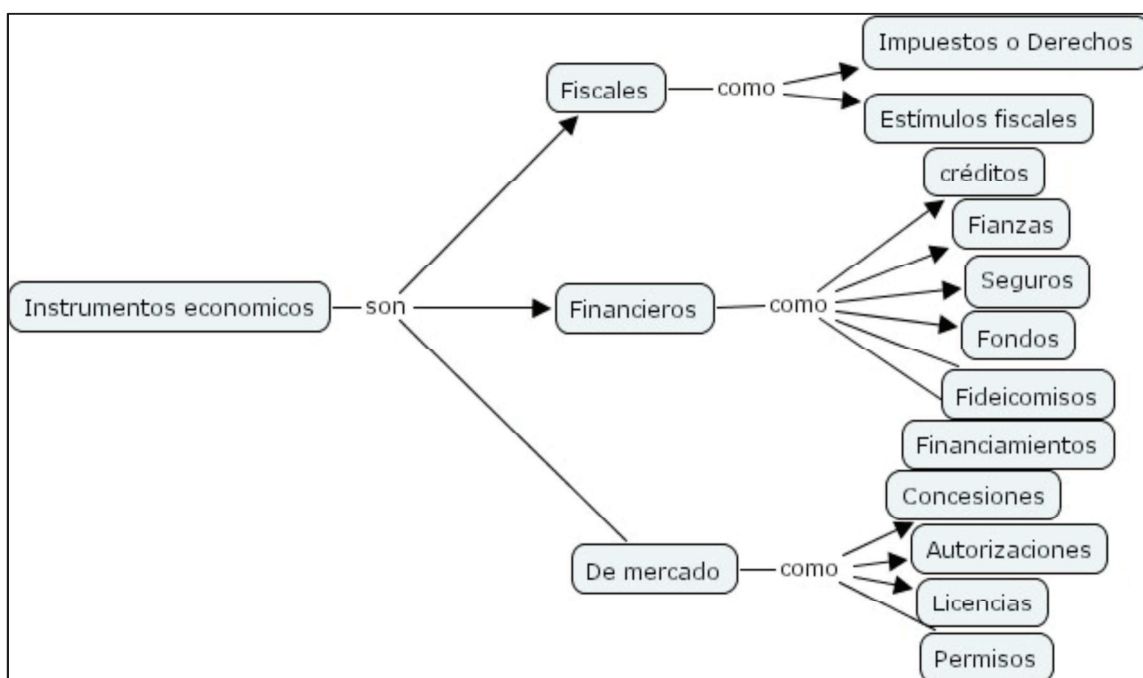 Impuestos o Derechos
Fiscales
como
Estímulos fiscales
créditos
Fianzas
Seguros
Instrumentos economicos
son
Financieros
como
Fondos
Fideicomisos
Financiamientos
Concesiones
Autorizaciones
De mercado
como
Licencias
Permisos